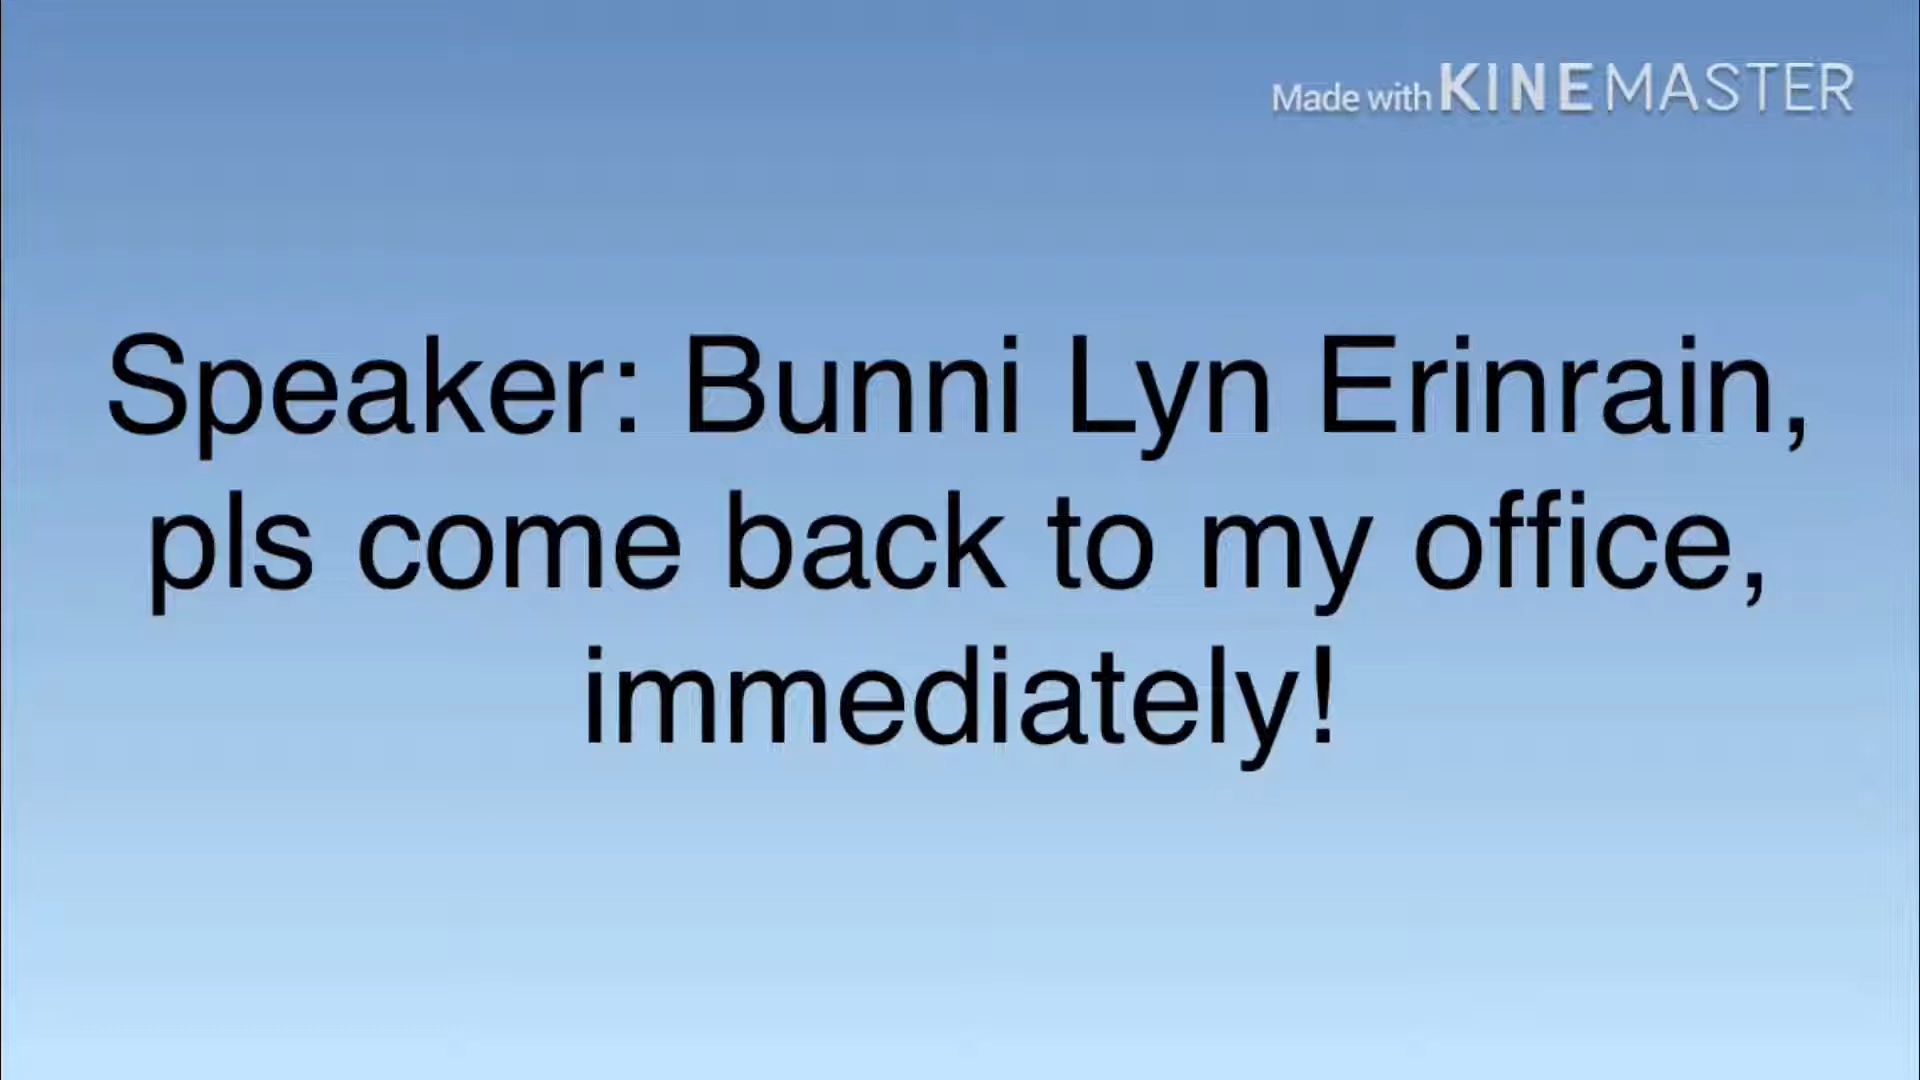 Made with KINEMASTER
Speaker: Bunni Lyn Erinrain,
pls come back to my office,
immediately!